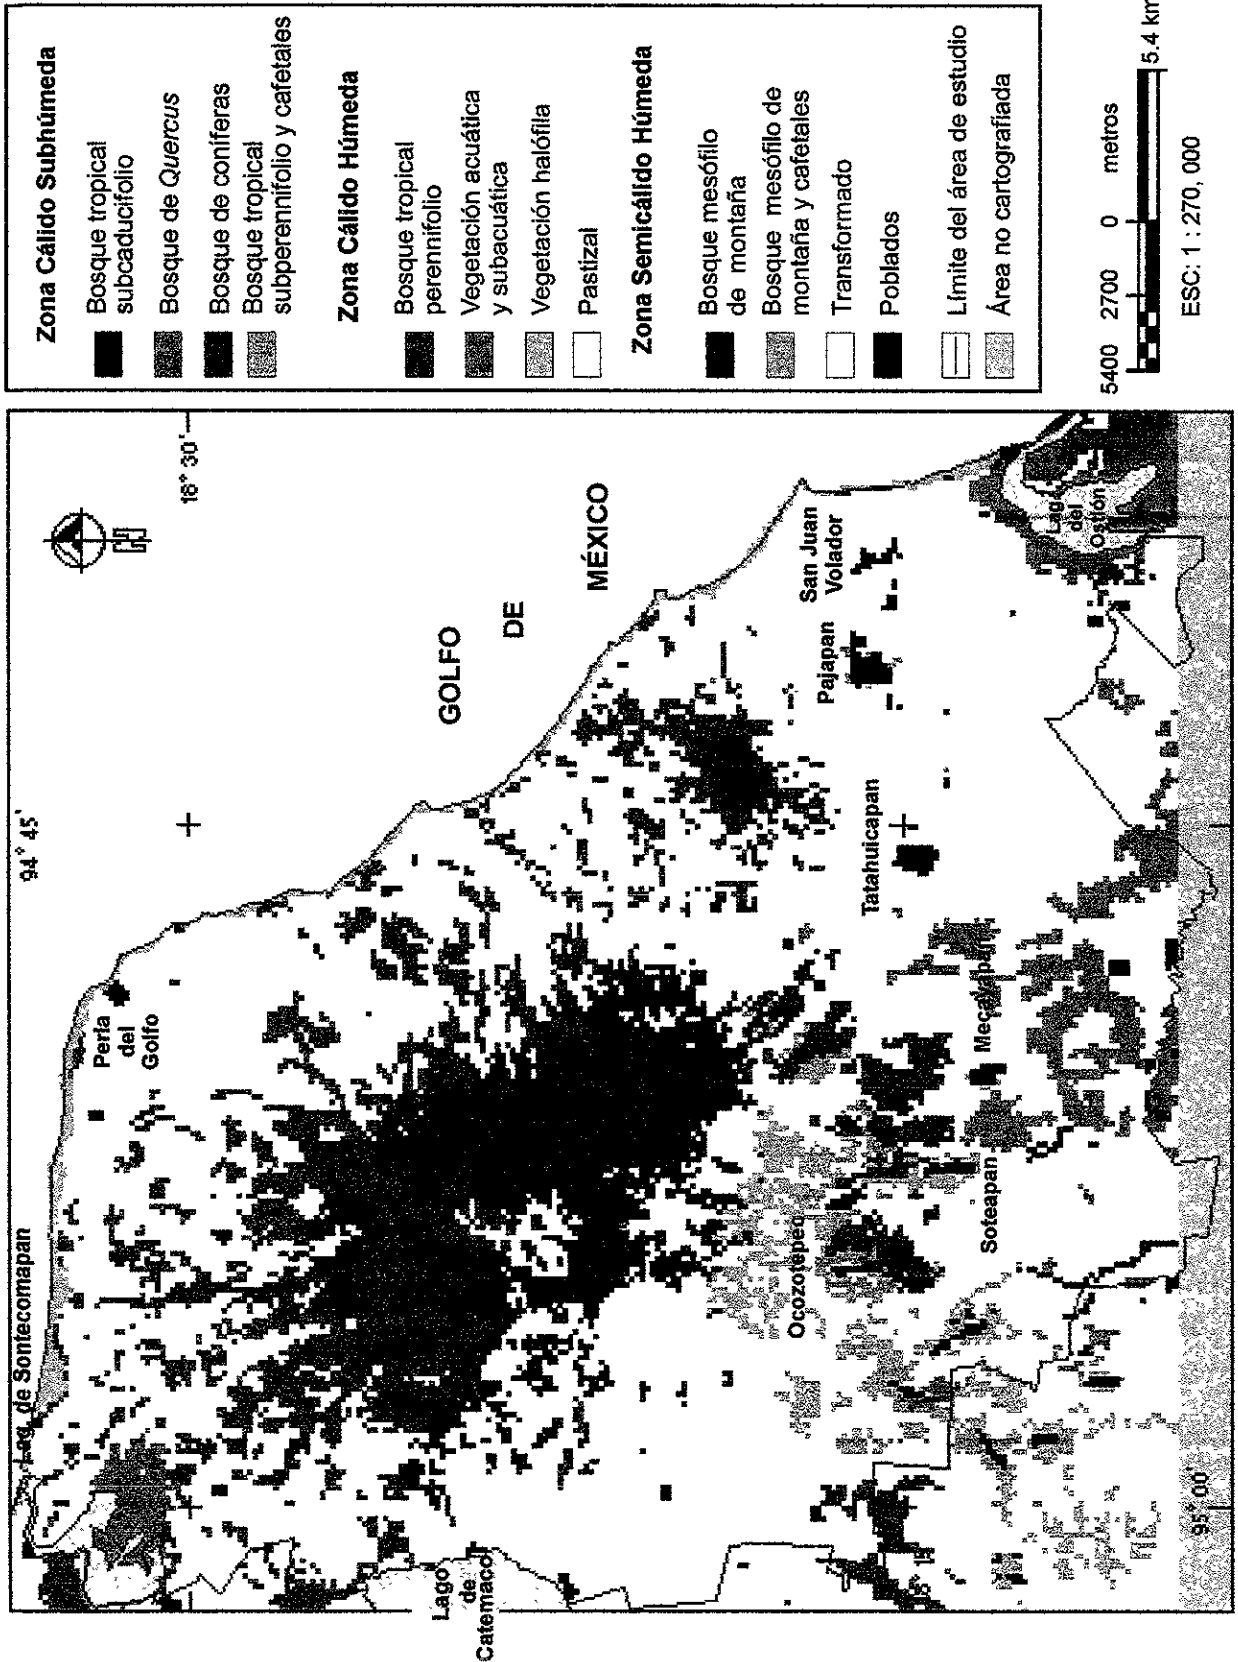 Zona Cálido Subhúmeda
Bosque tropical
subcaducifolio
Bosque de Quercus
Bosque de coníferas
Bosque tropical
subperennifolio y cafetales
Zona Cálido Húmeda
Bosque tropical
perennifolio
Vegetación acuática
y subacuática
Vegetación halófila
Pastizal
Zona Semicálido Húmeda
Bosque mesófilo
de montaña
Bosque mesófilo de
montaña y cafetales
Transformado
Poblados
Límite del área de estudio
Área no cartografiada
5400 2700 0 metros 5.4 km
ESC: 1 : 270, 000
94° 45'
18° 30'
Lag. de Sontecomapan
Perla
del
Golfo
GOLFO
DE
MÉXICO
San Juan
Volador
Pajapan
Tatahuicapan
Mecayapan
Soteapan
Ocozotepec
Lago
de
Catemaco
Lag
del
Ostión
95° 00